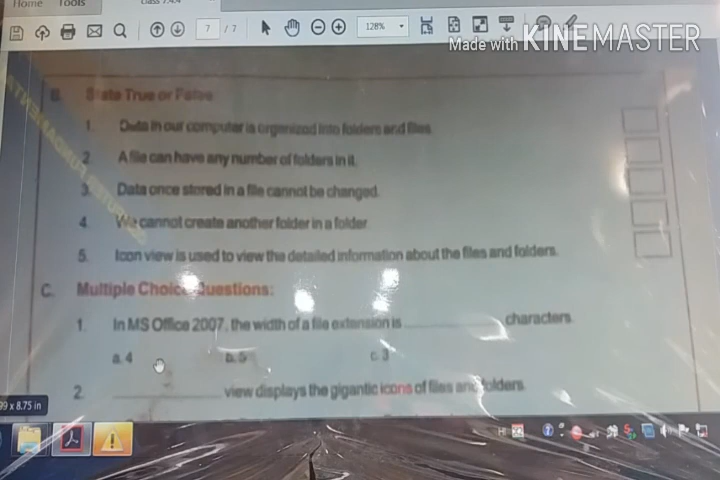 Home Tools
7 / 7
128%
Made with KINEMASTER
B. State True or False
1. Data in our computer is organized into folders and files.
2. A file can have any number of folders in it.
3. Data once stored in a file cannot be changed.
4. We cannot create another folder in a folder.
5. Icon view is used to view the detailed information about the files and folders.
C. Multiple Choice Questions:
1. In MS Office 2007, the width of a file extension is ____________ characters.
a. 4 b. 5 c. 3
2. ____________ view displays the gigantic icons of files and folders.
99 x 8.75 in